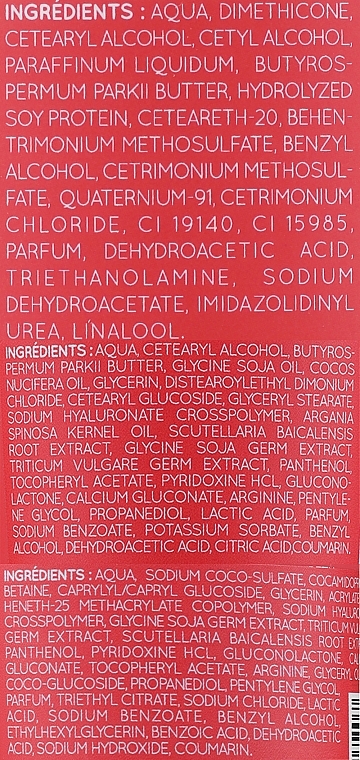 INGRÉDIENTS : AQUA, DIMETHICONE,
CETEARYL ALCOHOL, CETYL ALCOHOL,
PARAFFINUM LIQUIDUM, BUTYROS-
PERMUM PARKII BUTTER, HYDROLYZED
SOY PROTEIN, CETEARETH-20, BEHEN-
TRIMONIUM METHOSULFATE, BENZYL
ALCOHOL, CETRIMONIUM METHOSUL-
FATE, QUATERNIUM-91, CETRIMONIUM
CHLORIDE, CI 19140, CI 15985,
PARFUM, DEHYDROACETIC ACID,
TRIETHANOLAMINE, SODIUM
DEHYDROACETATE, IMIDAZOLIDINYL
UREA, LINALOOL.
INGRÉDIENTS : AQUA, CETEARYL ALCOHOL, BUTYROS-
PERMUM PARKII BUTTER, GLYCINE SOJA OIL, COCOS
NUCIFERA OIL, GLYCERIN, DISTEAROYLETHYL DIMONIUM
CHLORIDE, CETEARYL GLUCOSIDE, GLYCERYL STEARATE,
SODIUM HYALURONATE CROSSPOLYMER, ARGANIA
SPINOSA KERNEL OIL, SCUTELLARIA BAICALENSIS
ROOT EXTRACT, GLYCINE SOJA GERM EXTRACT,
TRITICUM VULGARE GERM EXTRACT, PANTHENOL,
TOCOPHERYL ACETATE, PYRIDOXINE HCL, GLUCONO-
LACTONE, CALCIUM GLUCONATE, ARGININE, PENTYLE-
NE GLYCOL, PROPANEDIOL, LACTIC ACID, PARFUM,
SODIUM BENZOATE, POTASSIUM SORBATE, BENZYL
ALCOHOL, DEHYDROACETIC ACID, CITRIC ACID,COUMARIN.
INGRÉDIENTS : AQUA, SODIUM COCO-SULFATE, COCAMIDO
BETAINE, CAPRYLYL/CAPRYL GLUCOSIDE, GLYCERIN, ACRYLATE
HENETH-25 METHACRYLATE COPOLYMER, SODIUM HYALU
CROSSPOLYMER, GLYCINE SOJA GERM EXTRACT, TRITICUM VU
GERM EXTRACT, SCUTELLARIA BAICALENSIS ROOT EX
PANTHENOL, PYRIDOXINE HCL, GLUCONOLACTONE CA
GLUCONATE, TOCOPHERYL ACETATE, ARGININE, GLYCERYL OL
COCO-GLUCOSIDE, PROPANEDIOL, PENTYLENE GLYCOL
PARFUM, TRIETHYL CITRATE, SODIUM CHLORIDE, LACTIC
ACID, SODIUM BENZOATE, BENZYL ALCOHOL,
ETHYLHEXYLGLYCERIN, BENZOIC ACID, DEHYDROACETIC
ACID, SODIUM HYDROXIDE, COUMARIN.